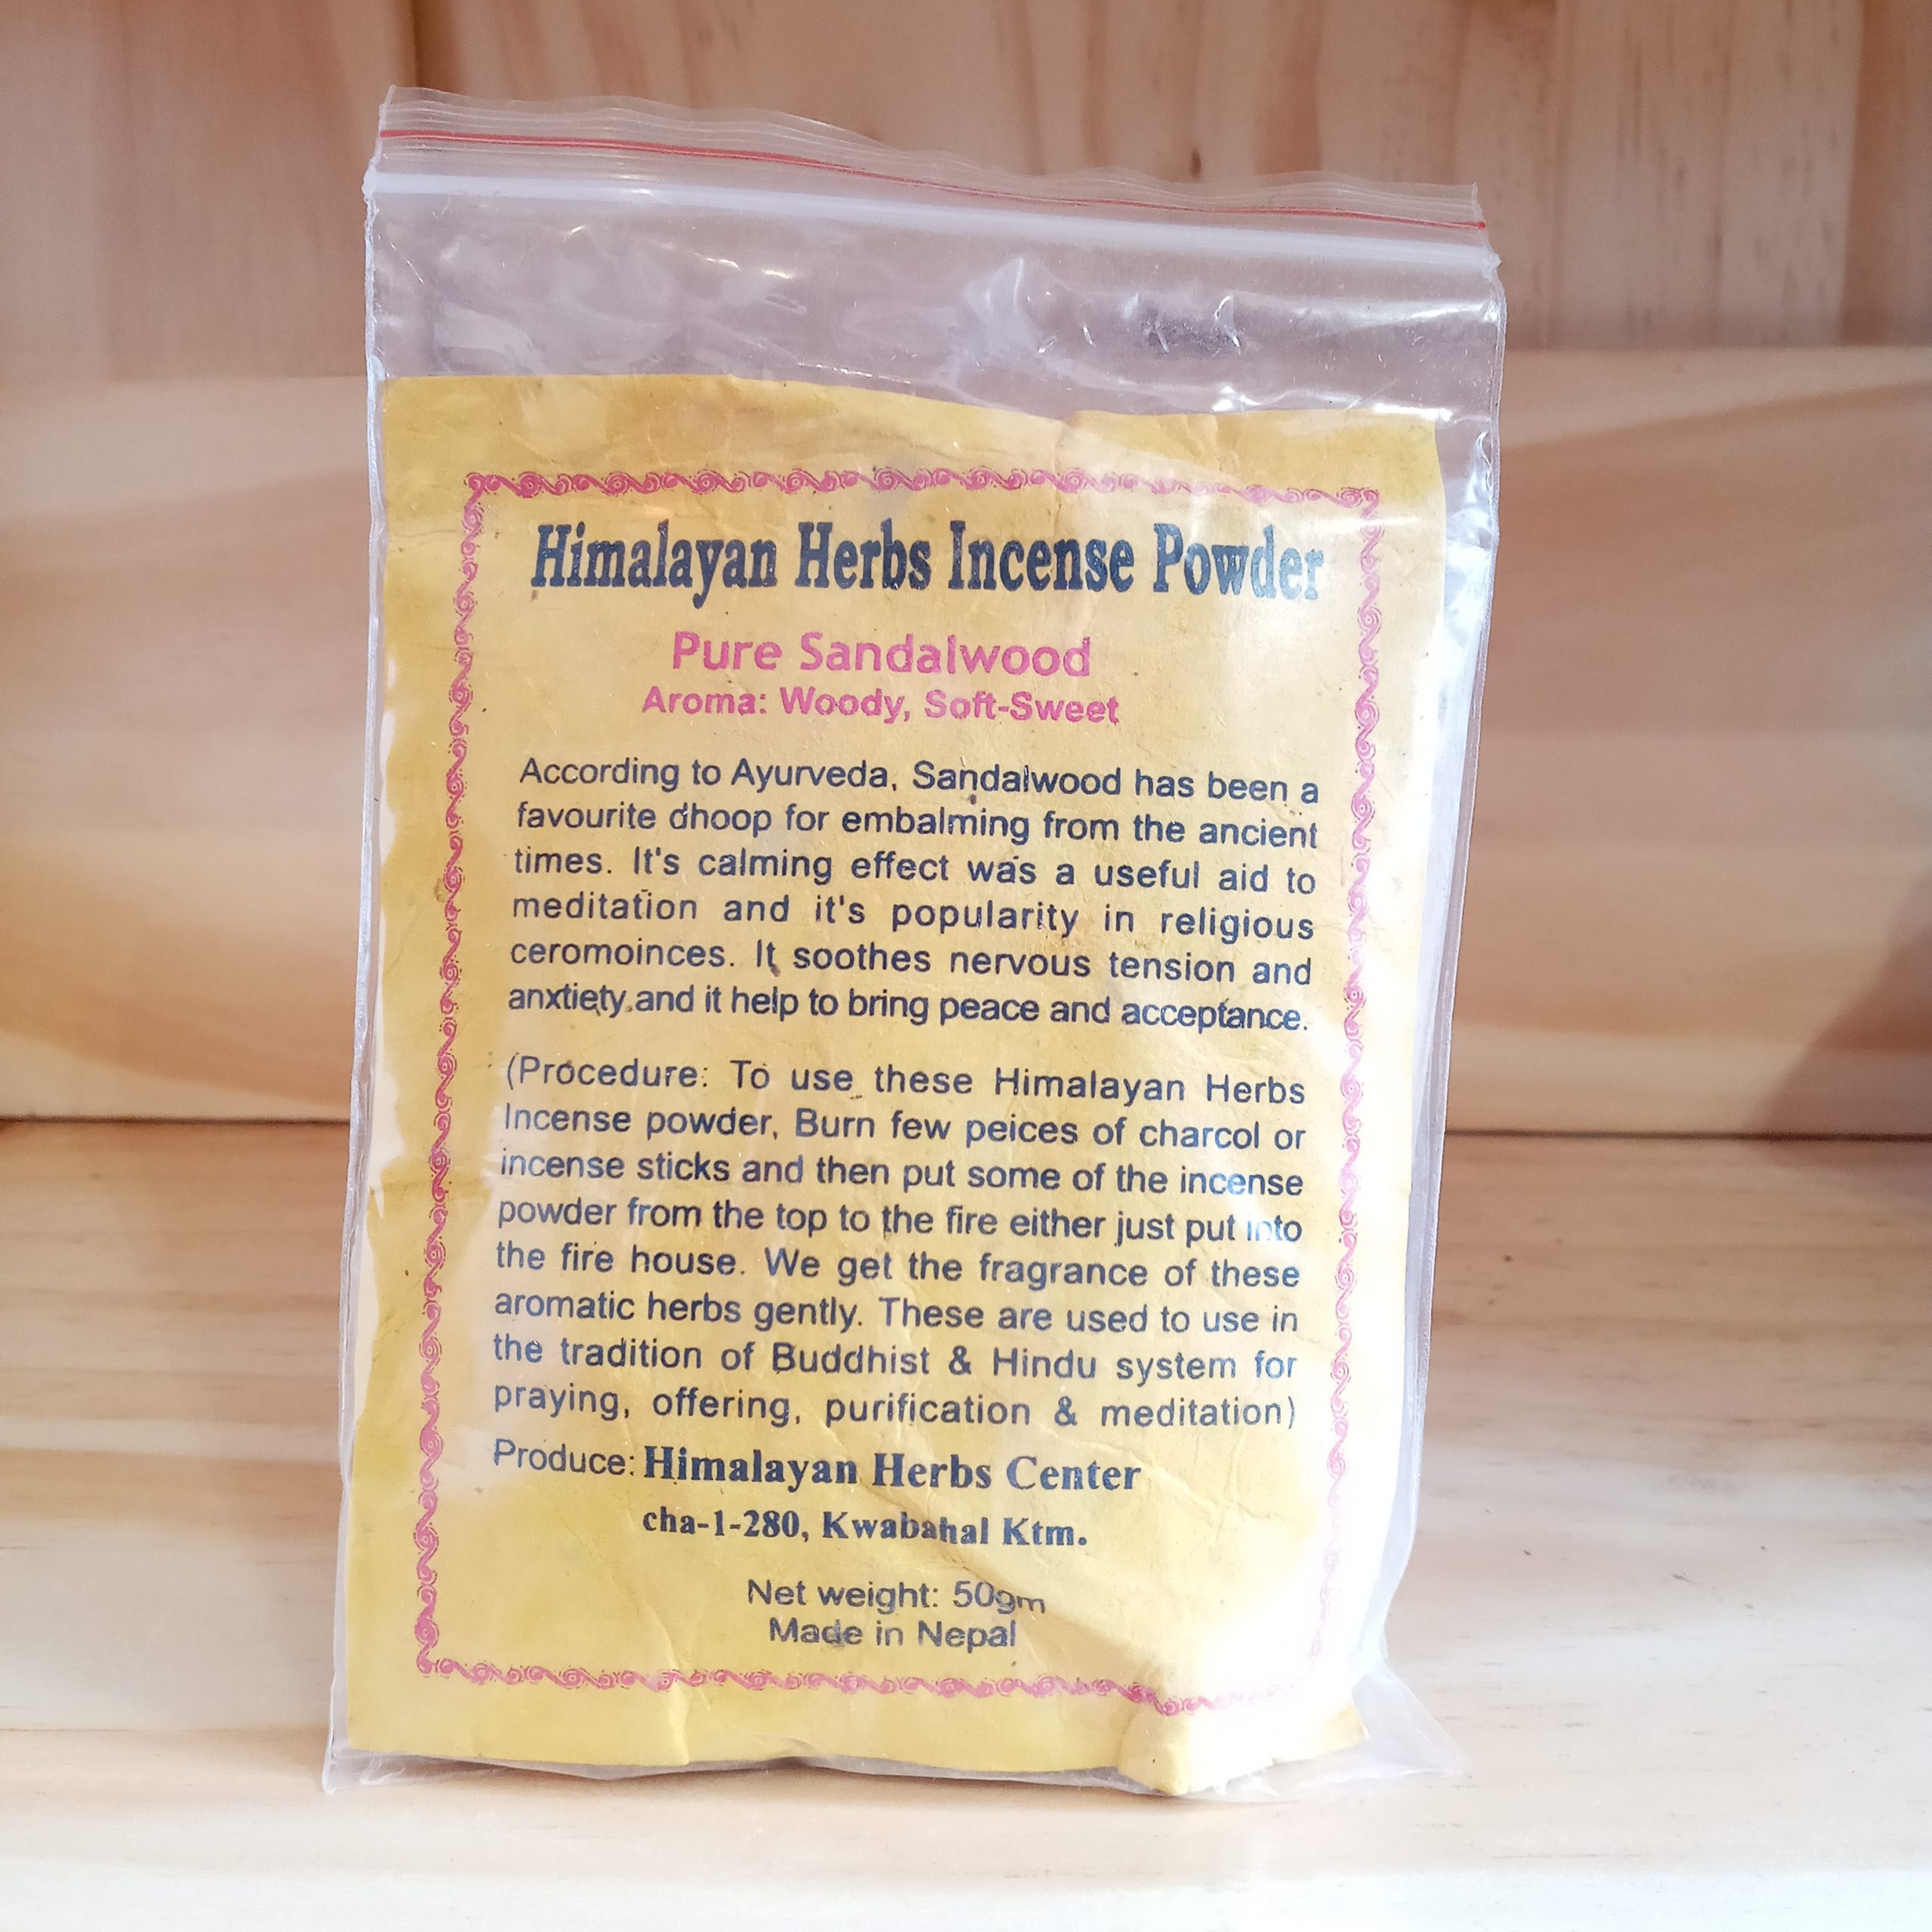 Himalayan Herbs Incense Powder
Pure Sandalwood
Aroma: Woody, Soft-Sweet
According to Ayurveda, Sandalwood has been a
favourite dhoop for embalming from the ancient
times. It's calming effect was a useful aid to
meditation and it's popularity in religious
ceromoinces. It soothes nervous tension and
anxtiety.and it help to bring peace and acceptance.
(Procedure: To use these Himalayan Herbs
Incense powder, Burn few peices of charcol or
incense sticks and then put some of the incense
powder from the top to the fire either just put into
the fire house. We get the fragrance of these
aromatic herbs gently. These are used to use in
the tradition of Buddhist & Hindu system for
praying, offering, purification & meditation)
Produce: Himalayan Herbs Center
cha-1-280, Kwabahal Ktm.
Net weight: 50gm
Made in Nepal